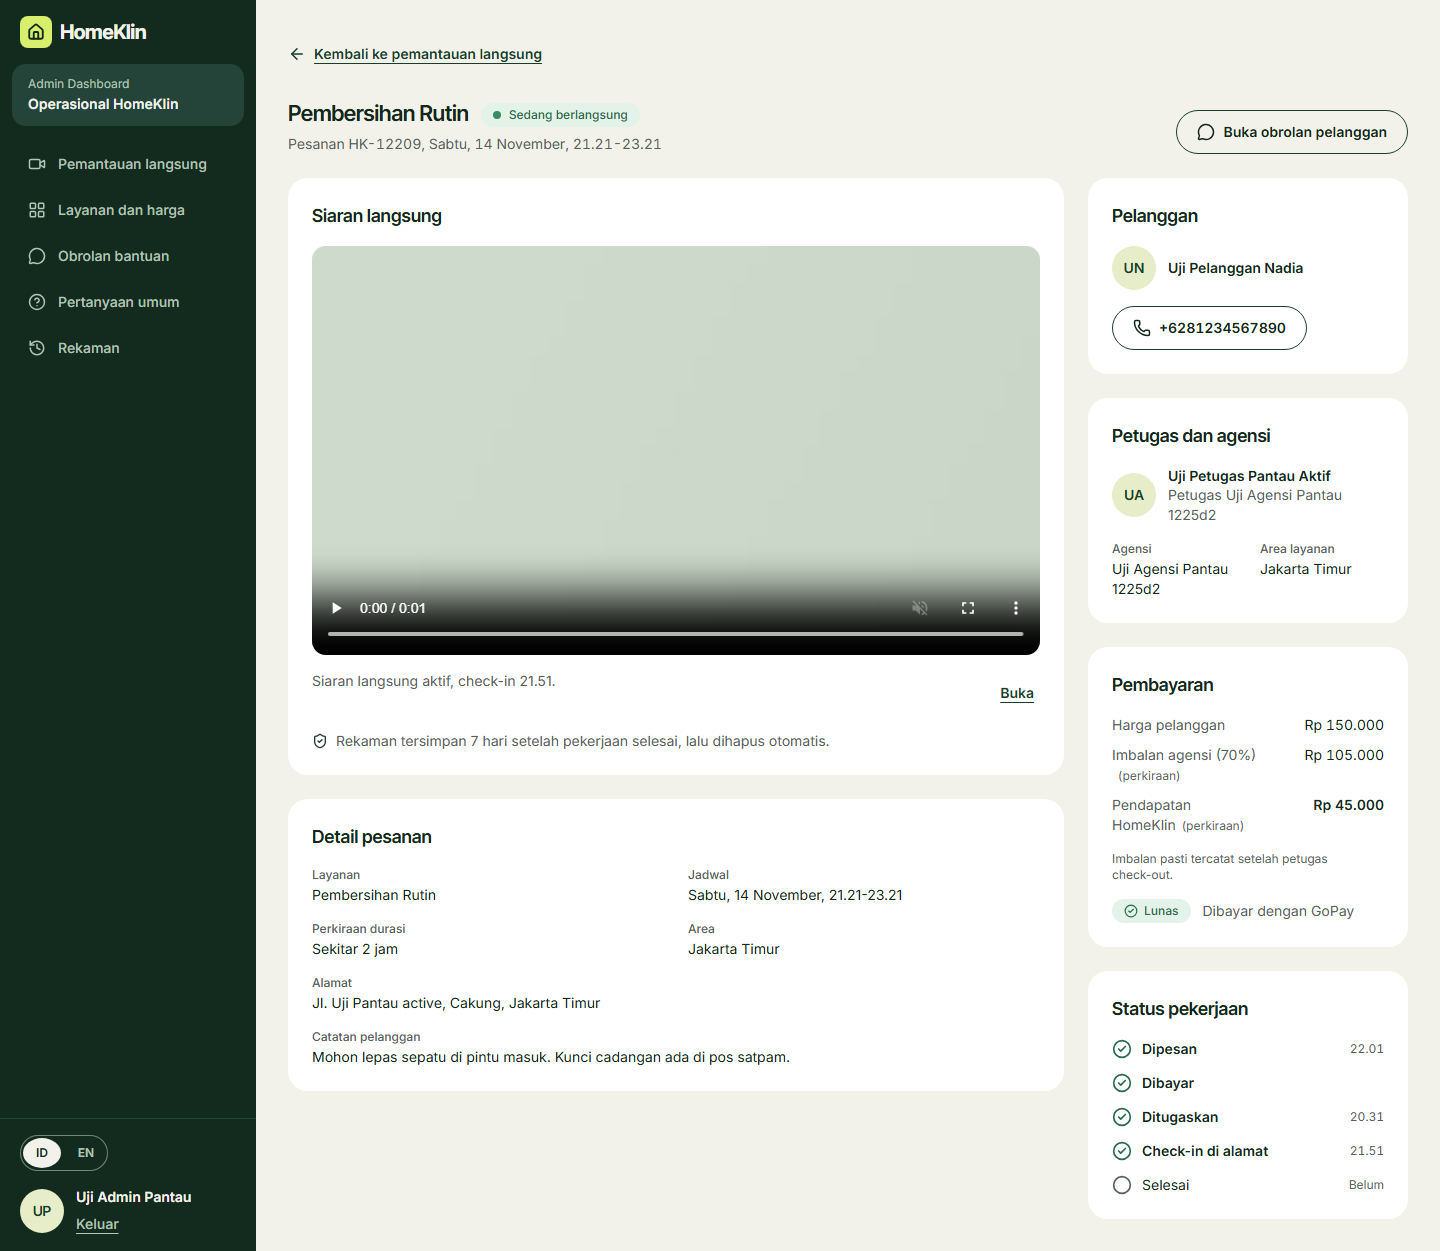 HomeKlin
Admin Dashboard
Operasional HomeKlin
Pemantauan langsung
Layanan dan harga
Obrolan bantuan
Pertanyaan umum
Rekaman
ID
EN
UP
Uji Admin Pantau
Keluar
Kembali ke pemantauan langsung
Pembersihan Rutin
Sedang berlangsung
Pesanan HK-12209, Sabtu, 14 November, 21.21-23.21
Buka obrolan pelanggan
Siaran langsung
0:00 / 0:01
Siaran langsung aktif, check-in 21.51.
Buka
Rekaman tersimpan 7 hari setelah pekerjaan selesai, lalu dihapus otomatis.
Detail pesanan
Layanan
Pembersihan Rutin
Jadwal
Sabtu, 14 November, 21.21-23.21
Perkiraan durasi
Sekitar 2 jam
Area
Jakarta Timur
Alamat
Jl. Uji Pantau active, Cakung, Jakarta Timur
Catatan pelanggan
Mohon lepas sepatu di pintu masuk. Kunci cadangan ada di pos satpam.
Pelanggan
UN
Uji Pelanggan Nadia
+6281234567890
Petugas dan agensi
UA
Uji Petugas Pantau Aktif
Petugas Uji Agensi Pantau
1225d2
Agensi
Uji Agensi Pantau
1225d2
Area layanan
Jakarta Timur
Pembayaran
Harga pelanggan
Rp 150.000
Imbalan agensi (70%)
(perkiraan)
Rp 105.000
Pendapatan
HomeKlin (perkiraan)
Rp 45.000
Imbalan pasti tercatat setelah petugas
check-out.
Lunas
Dibayar dengan GoPay
Status pekerjaan
Dipesan
22.01
Dibayar
Ditugaskan
20.31
Check-in di alamat
21.51
Selesai
Belum